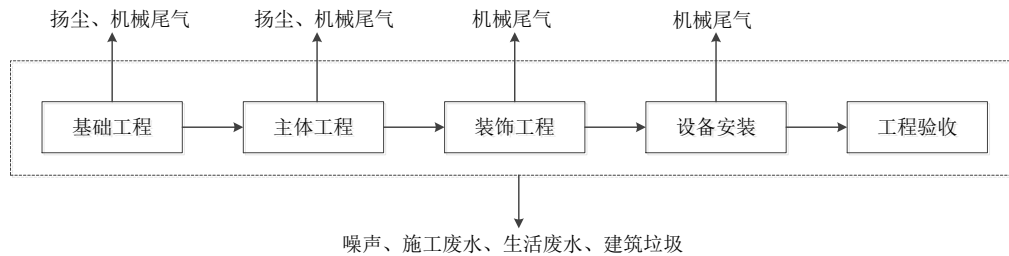 扬尘、机械尾气
扬尘、机械尾气
机械尾气
机械尾气
基础工程
主体工程
装饰工程
设备安装
工程验收
噪声、施工废水、生活废水、建筑垃圾